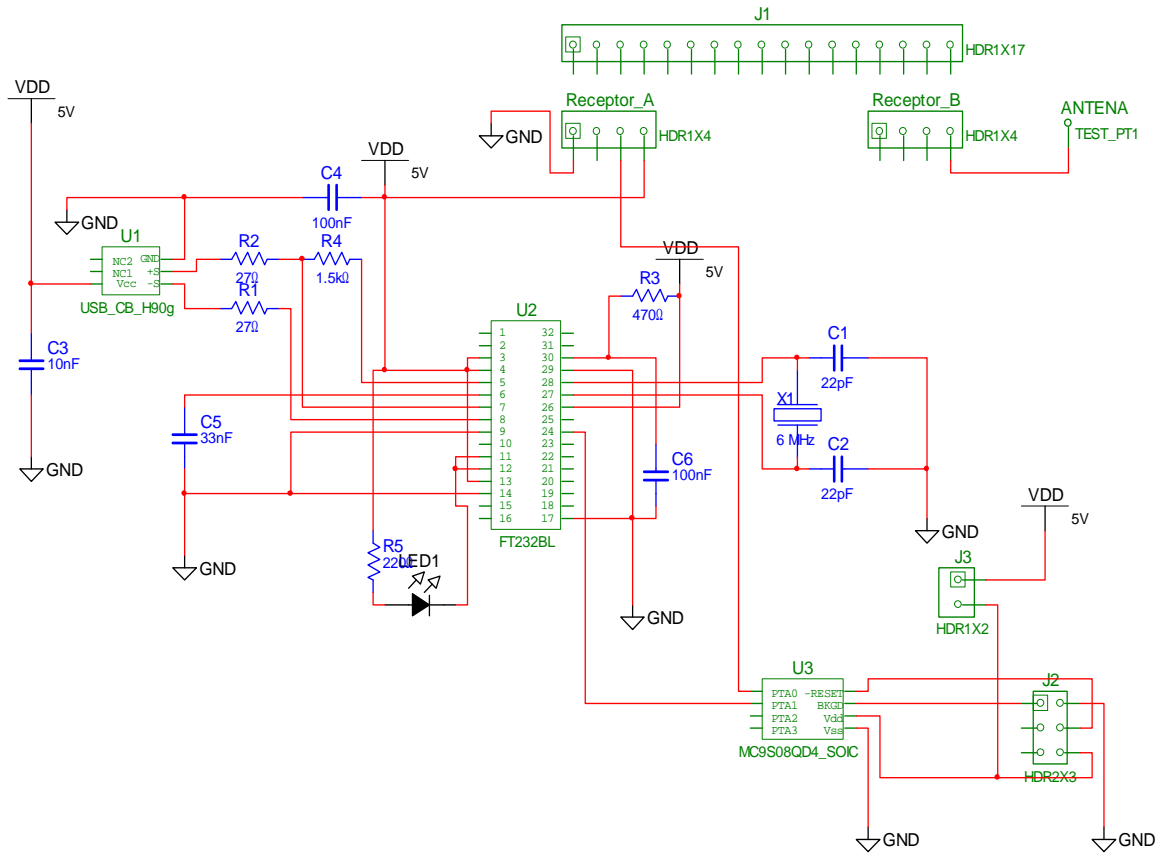 J1
HDR1X17
VDD
5V
Receptor_A
HDR1X4
GND
Receptor_B
HDR1X4
ANTENA
TEST_PT1
VDD
5V
C4
100nF
GND
U1
NC2 GND
NC1 +S
Vcc -S
USB_CB_H90g
R2
27Ω
R4
1.5kΩ
R1
27Ω
VDD
5V
R3
470Ω
C3
10nF
GND
U2
1 32
2 31
3 30
4 29
5 28
6 27
7 26
8 25
9 24
10 23
11 22
12 21
13 20
14 19
15 18
16 17
FT232BL
C1
22pF
X1
6 MHz
C2
22pF
GND
C5
33nF
GND
C6
100nF
GND
R5
220Ω
LED1
VDD
5V
J3
HDR1X2
U3
PTA0 -RESET
PTA1 BKGD
PTA2 Vdd
PTA3 Vss
MC9S08QD4_SOIC
J2
HDR2X3
GND
GND